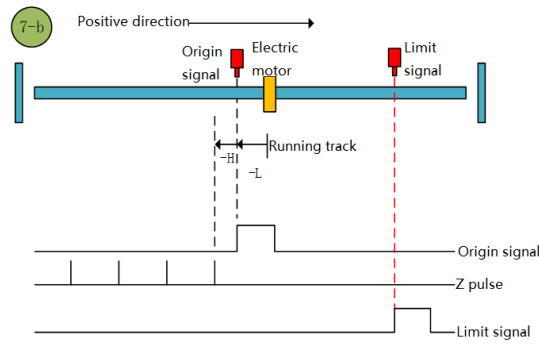 7-b
Positive direction
Origin
signal
Electric
motor
Limit
signal
-H
Running track
-L
Origin signal
Z pulse
Limit signal